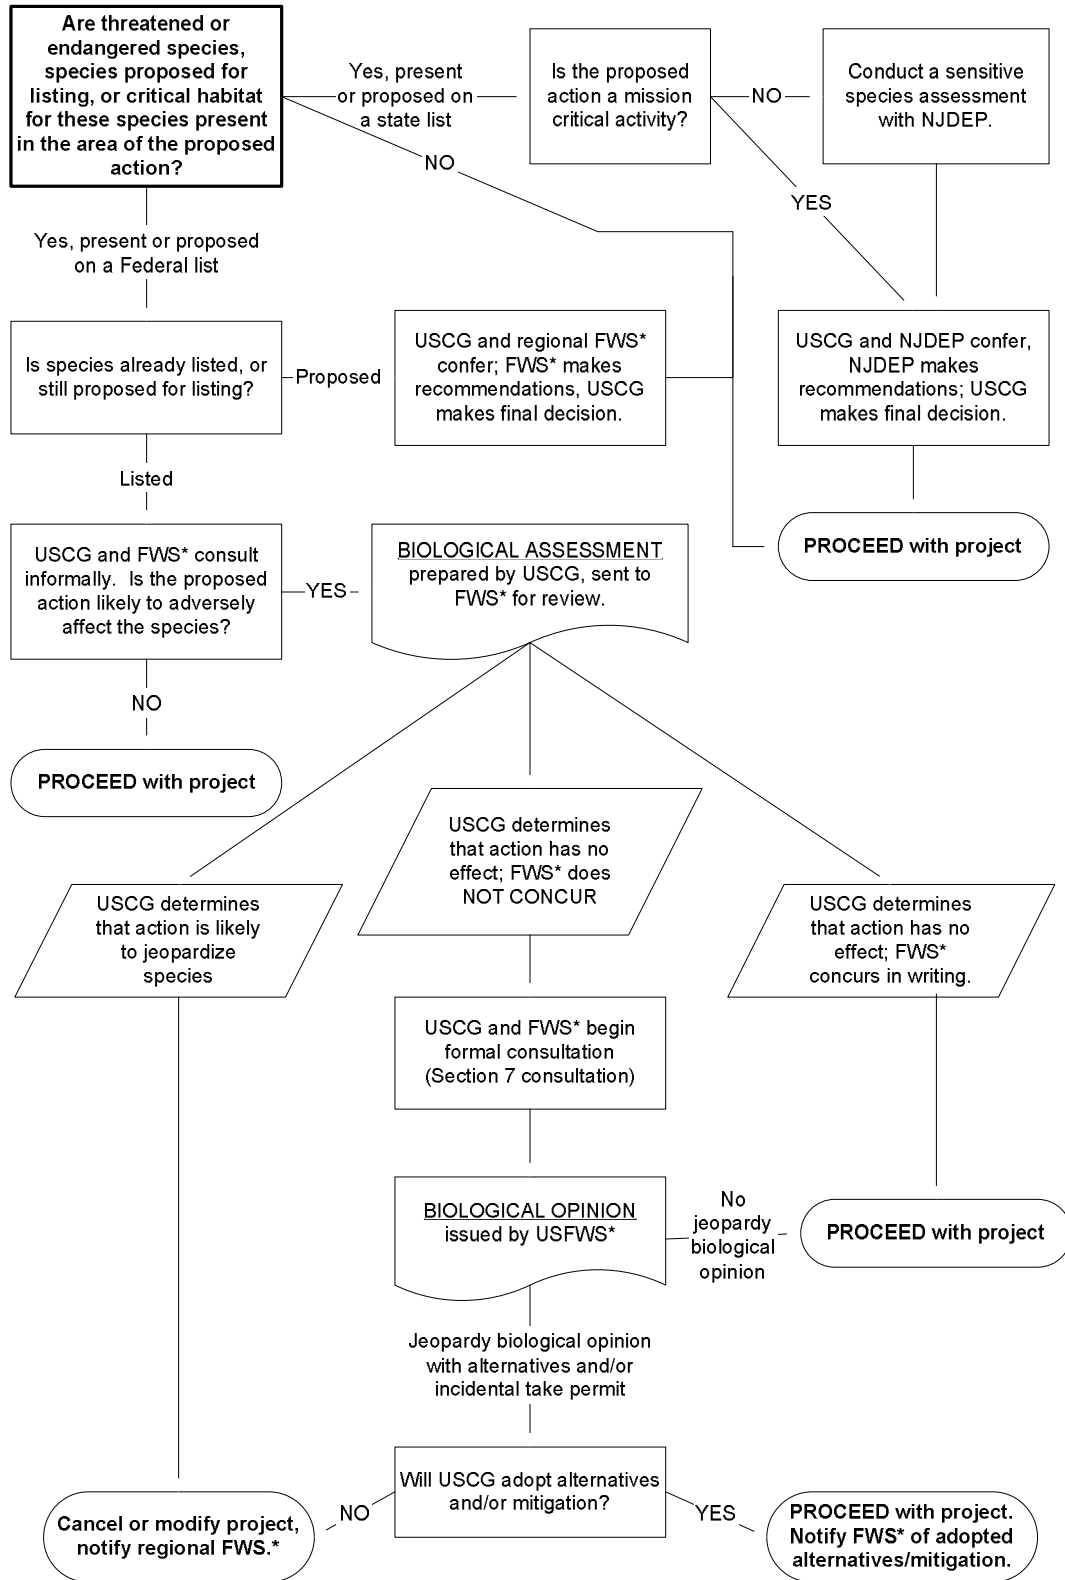 Are threatened or
endangered species,
species proposed for
listing, or critical habitat
for these species present
in the area of the proposed
action?
Yes, present
or proposed on
a state list
Is the proposed
action a mission
critical activity?
NO
Conduct a sensitive
species assessment
with NJDEP.
NO
YES
Yes, present or proposed
on a Federal list
Is species already listed, or
still proposed for listing?
Proposed
USCG and regional FWS*
confer; FWS* makes
recommendations, USCG
makes final decision.
USCG and NJDEP confer,
NJDEP makes
recommendations; USCG
makes final decision.
Listed
USCG and FWS* consult
informally. Is the proposed
action likely to adversely
affect the species?
YES
BIOLOGICAL ASSESSMENT
prepared by USCG, sent to
FWS* for review.
PROCEED with project
NO
PROCEED with project
USCG determines
that action has no
effect; FWS* does
NOT CONCUR
USCG determines
that action is likely
to jeopardize
species
USCG determines
that action has no
effect; FWS*
concurs in writing.
USCG and FWS* begin
formal consultation
(Section 7 consultation)
BIOLOGICAL OPINION
issued by USFWS*
No
jeopardy
biological
opinion
PROCEED with project
Jeopardy biological opinion
with alternatives and/or
incidental take permit
Will USCG adopt alternatives
and/or mitigation?
NO
YES
Cancel or modify project,
notify regional FWS.*
PROCEED with project.
Notify FWS* of adopted
alternatives/mitigation.